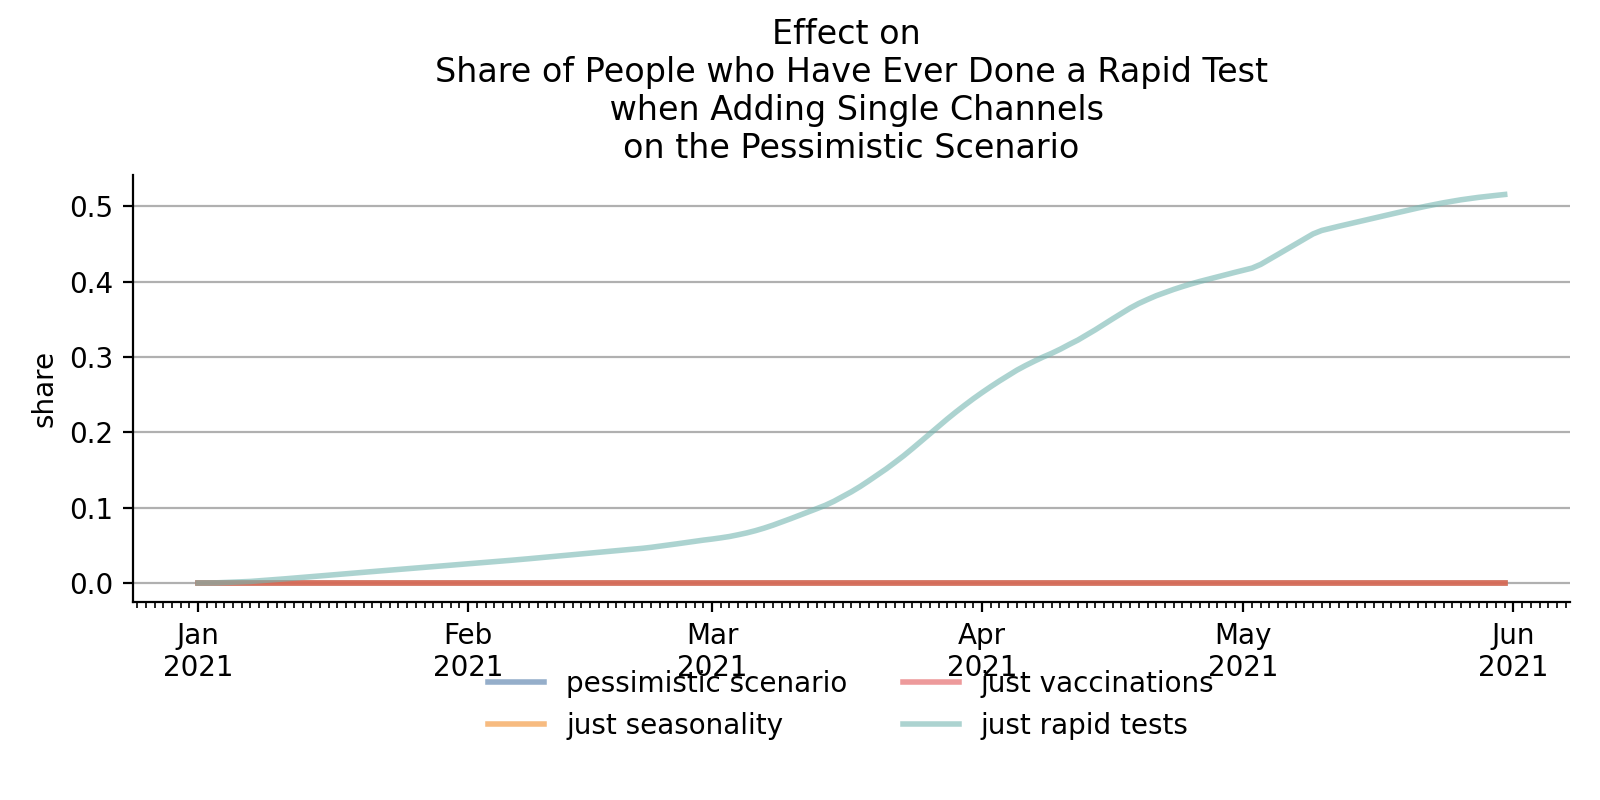 Effect on
Share of People who Have Ever Done a Rapid Test
when Adding Single Channels
on the Pessimistic Scenario
share
0.5
0.4
0.3
0.2
0.1
0.0
Jan Feb Mar Apr May Jun
2021 2021 2021 2021 2021 2021
pessimistic scenario just vaccinations
just seasonality just rapid tests